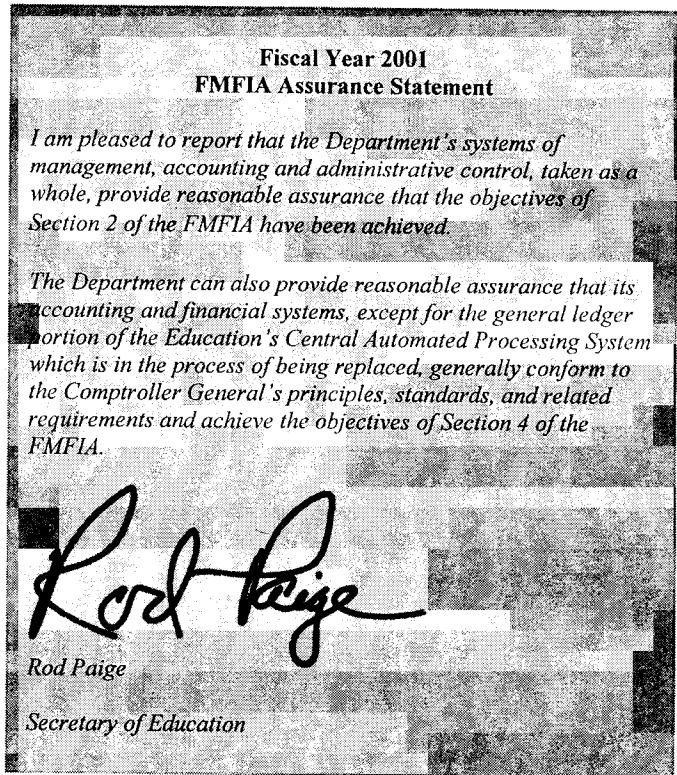 Fiscal Year 2001
FMFIA Assurance Statement
I am pleased to report that the Department's systems of
management, accounting and administrative control, taken as a
whole, provide reasonable assurance that the objectives of
Section 2 of the FMFIA have been achieved.
The Department can also provide reasonable assurance that its
accounting and financial systems, except for the general ledger
portion of the Education's Central Automated Processing System
which is in the process of being replaced, generally conform to
the Comptroller General's principles, standards, and related
requirements and achieve the objectives of Section 4 of the
FMFIA.
Rod Paige
Rod Paige
Secretary of Education